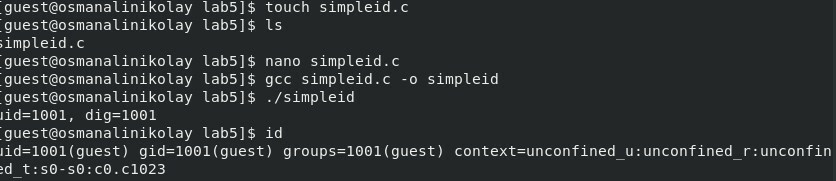 [guest@osmanalinikolay lab5]$ touch simpleid.c
[guest@osmanalinikolay lab5]$ ls
simpleid.c
[guest@osmanalinikolay lab5]$ nano simpleid.c
[guest@osmanalinikolay lab5]$ gcc simpleid.c -o simpleid
[guest@osmanalinikolay lab5]$ ./simpleid
uid=1001, dig=1001
[guest@osmanalinikolay lab5]$ id
uid=1001(guest) gid=1001(guest) groups=1001(guest) context=unconfined_u:unconfined_r:unconfin
ed_t:s0-s0:c0.c1023